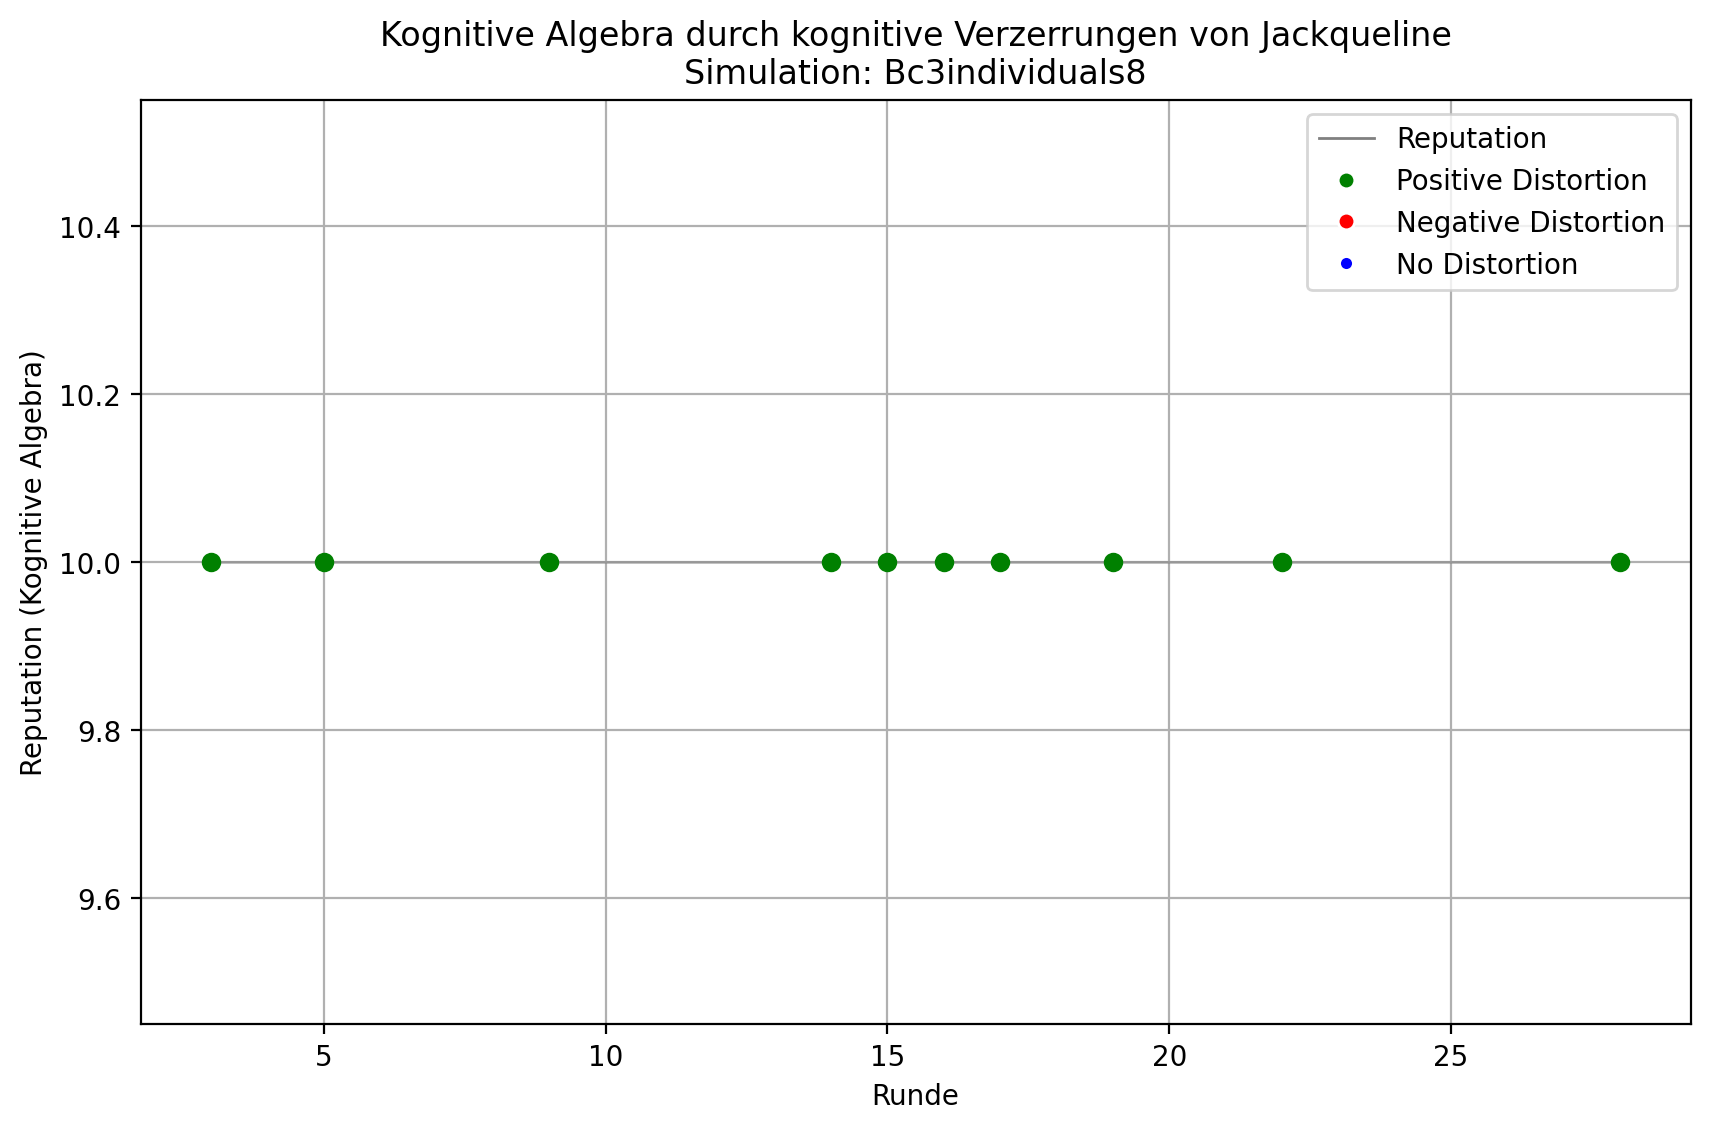 Kognitive Algebra durch kognitive Verzerrungen von Jackqueline
Simulation: Bc3individuals8
Reputation
Positive Distortion
Negative Distortion
No Distortion
Reputation (Kognitive Algebra)
10.4
10.2
10.0
9.8
9.6
5
10
15
20
25
Runde